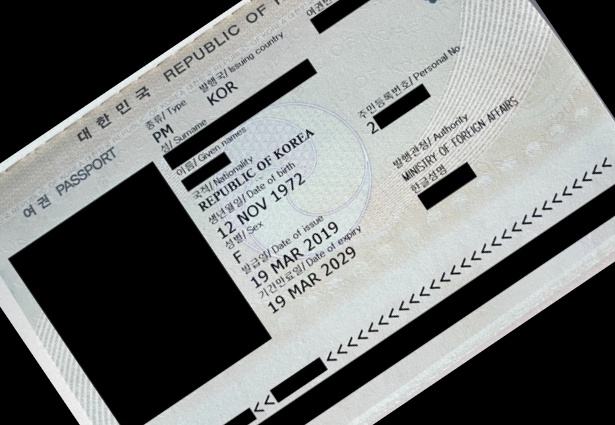 대한민국 REPUBLIC OF
여권 PASSPORT
종류/ Type
PM
발행국/ Issuing country
KOR
성/ Surname
이름/ Given names
국적/ Nationality
REPUBLIC OF KOREA
생년월일/ Date of birth
12 NOV 1972
성별/ Sex
F
발급일/ Date of issue
19 MAR 2019
기간만료일/ Date of expiry
19 MAR 2029
주민등록번호/ Personal No.
2
발행관청/ Authority
MINISTRY OF FOREIGN AFFAIRS
한글성명